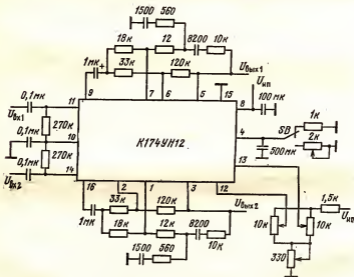 1500 560
18к 12 8200 10к
1мк + 33к 120к Uвых1
Uип
9 7 6 5 15
0,1мк 8 100мк
Uвх1 11 1к
270к 4 SB
0,1мк 10 К174УН12 2к
270к 500мк
0,1мк 13
Uвх2 14
16 2 1 3 12
1мк 33к 120к Uвых2 1,5к
18к 12к 8200 10к 10к 10к Uип
1500 560 10к 330